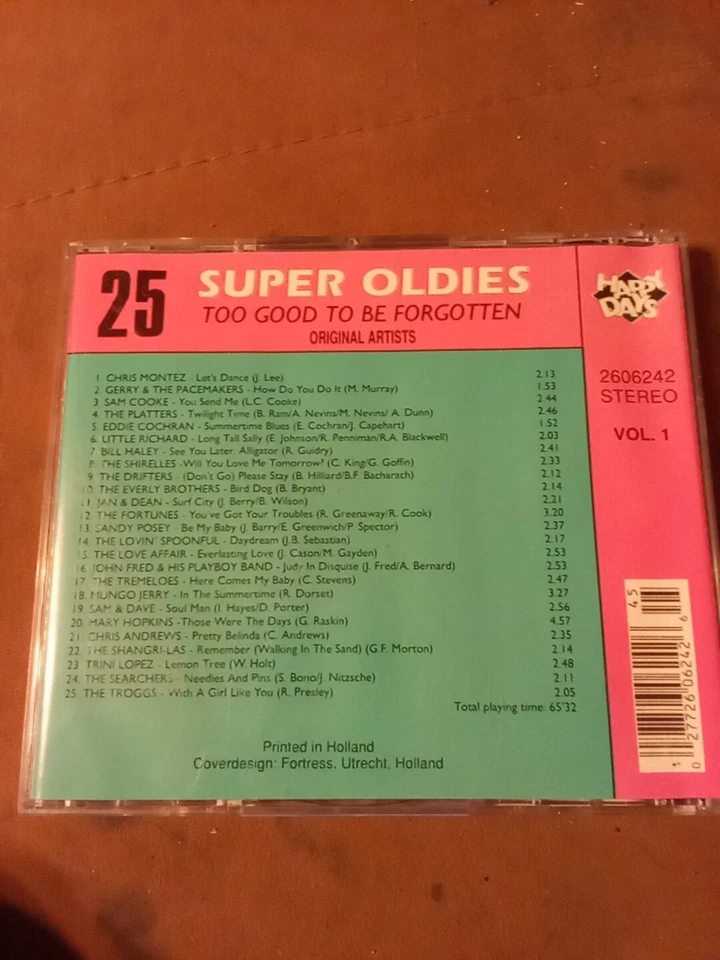 25 SUPER OLDIES
TOO GOOD TO BE FORGOTTEN
ORIGINAL ARTISTS
HAPPY DAYS
2606242
STEREO
VOL. 1
1. CHRIS MONTEZ - Let's Dance (J. Lee) 2.13
2. GERRY & THE PACEMAKERS - How Do You Do It (M. Murray) 1.53
3 SAM COOKE - You Send Me (L.C. Cooke) 2.44
4. THE PLATTERS - Twilight Time (B. Ram/A. Nevins/M. Nevins/ A. Dunn) 2.46
5. EDDIE COCHRAN - Summertime Blues (E. Cochran/J. Capehart) 1.52
6. LITTLE RICHARD - Long Tall Sally (E. Johnson/R. Penniman/R.A. Blackwell) 2.03
7. BILL HALEY - See You Later, Alligator (R. Guidry) 2.41
8. THE SHIRELLES -Will You Love Me Tomorrow? (C. King/G. Goffin) 2.33
9. THE DRIFTERS - (Don't Go) Please Stay (B. Hilliard/B.F. Bacharach) 2.12
10. THE EVERLY BROTHERS - Bird Dog (B. Bryant) 2.14
11. JAN & DEAN - Surf City (J. Berry/B. Wilson) 2.21
12. THE FORTUNES - You've Got Your Troubles (R. Greenaway/R. Cook) 3.20
13. SANDY POSEY - Be My Baby (J. Barry/E. Greenwich/P. Spector) 2.37
14. THE LOVIN' SPOONFUL - Daydream (J.B. Sebastian) 2.17
15. THE LOVE AFFAIR - Everlasting Love (J. Cason/M. Gayden) 2.53
16. JOHN FRED & HIS PLAYBOY BAND - Judy In Disguise (J. Fred/A. Bernard) 2.53
17. THE TREMELOES - Here Comes My Baby (C. Stevens) 2.47
18. MUNGO JERRY - In The Summertime (R. Dorset) 3.27
19. SAM & DAVE - Soul Man (I. Hayes/D. Porter) 2.56
20. MARY HOPKINS -Those Were The Days (G. Raskin) 4.57
21. CHRIS ANDREWS - Pretty Belinda (C. Andrews) 2.35
22. THE SHANGRI-LAS - Remember (Walking In The Sand) (G.F. Morton) 2.14
23. TRINI LOPEZ - Lemon Tree (W. Holt) 2.48
24. THE SEARCHERS - Needies And Pins (S. Bono/J. Nitzsche) 2.11
25. THE TROGGS - With A Girl Like You (R. Presley) 2.05
Total playing time: 65'32
Printed in Holland
Coverdesign: Fortress, Utrecht, Holland
45
0 27726 06242 6